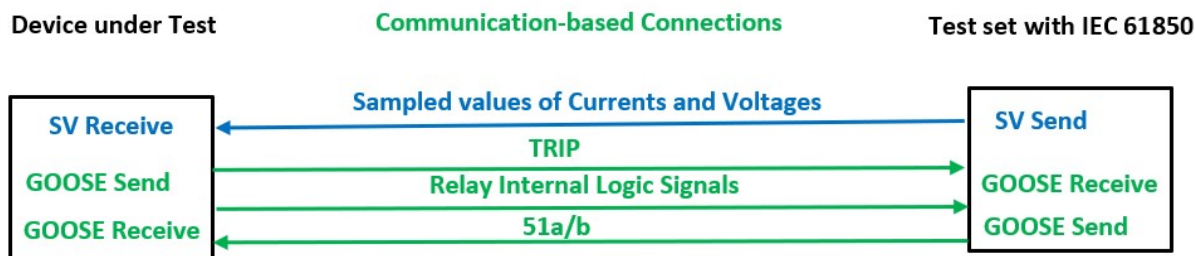 Device under Test
Communication-based Connections
Test set with IEC 61850
Sampled values of Currents and Voltages
SV Receive
SV Send
TRIP
GOOSE Send
Relay Internal Logic Signals
GOOSE Receive
GOOSE Receive
51a/b
GOOSE Send